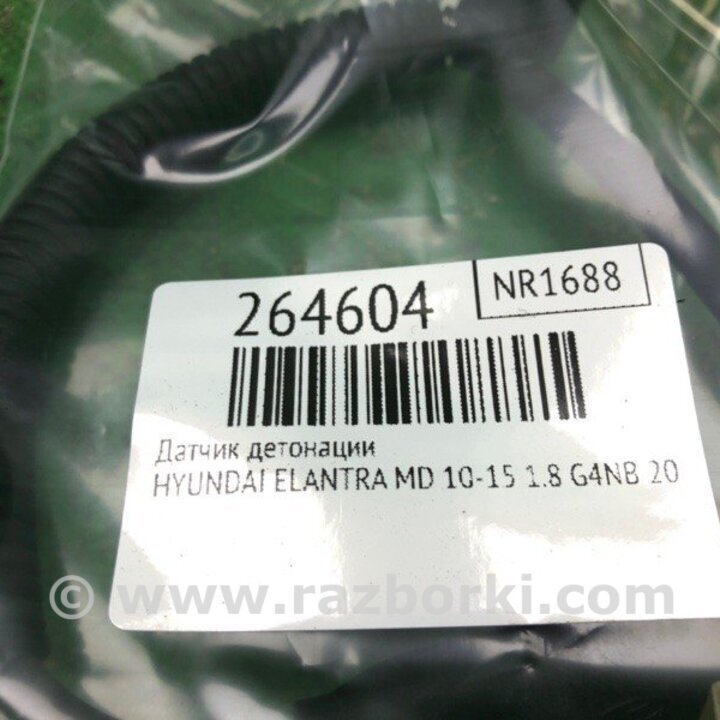 264604
NR1688
Датчик детонации
HYUNDAI ELANTRA MD 10-15 1.8 G4NB 20
© www.razborki.com